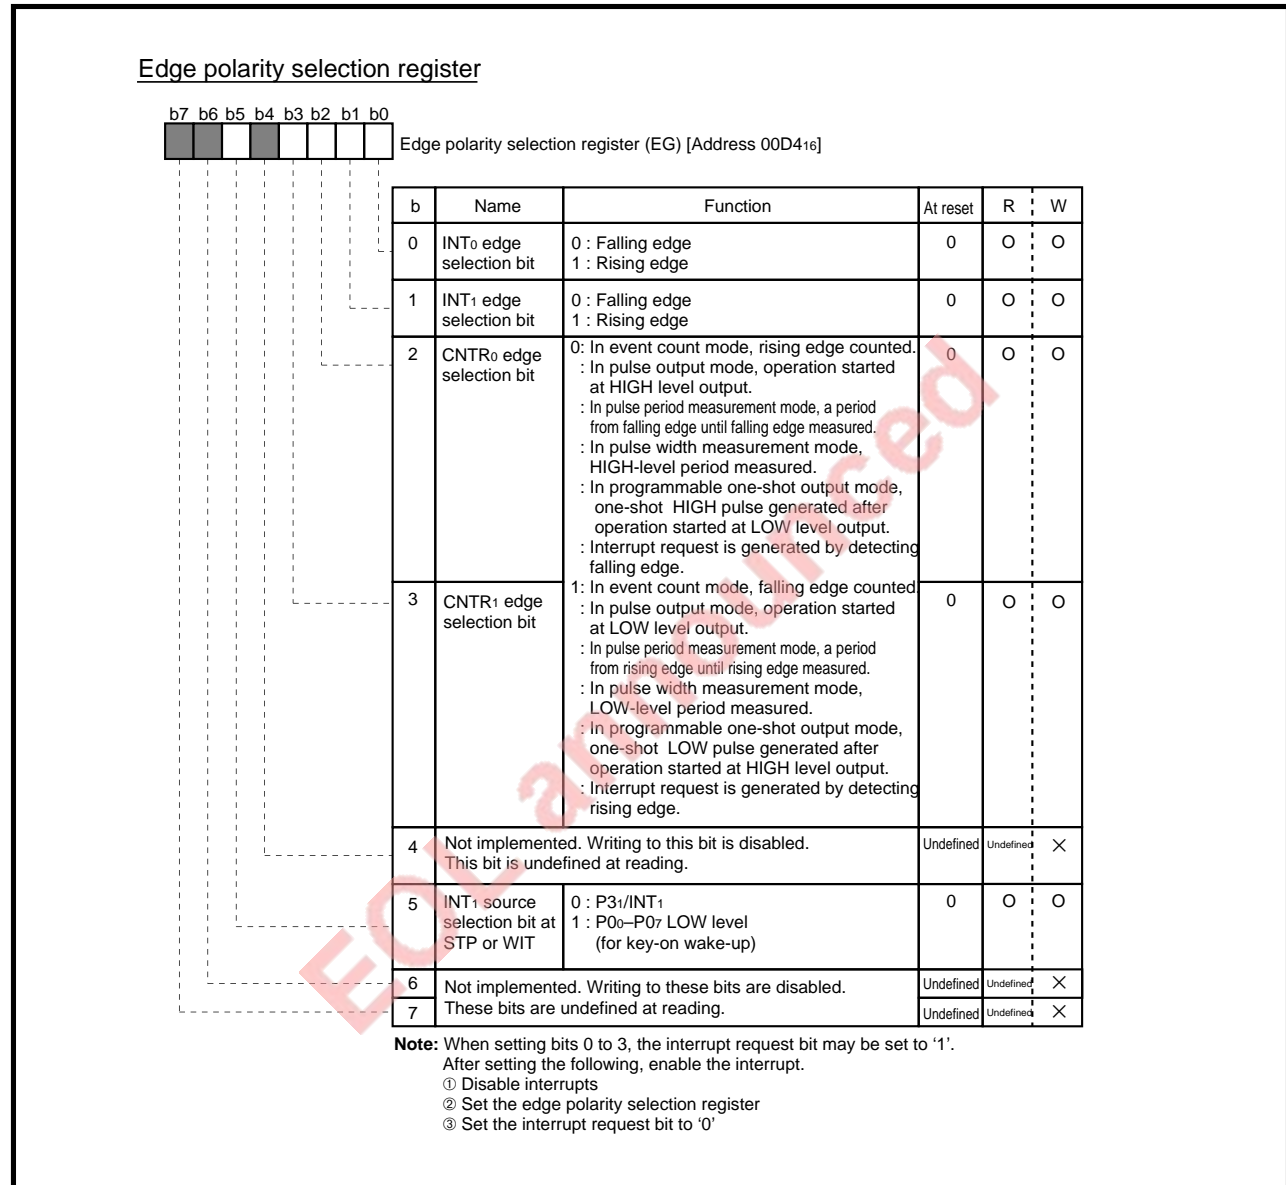 Edge polarity selection register
b7 b6 b5 b4 b3 b2 b1 b0
Edge polarity selection register (EG) [Address 00D416]
b Name Function At reset R W
0 INT0 edge selection bit 0 : Falling edge 0 O O
1 : Rising edge
1 INT1 edge selection bit 0 : Falling edge 0 O O
1 : Rising edge
2 CNTR0 edge selection bit 0 O O
0: In event count mode, rising edge counted.
: In pulse output mode, operation started
at HIGH level output.
: In pulse period measurement mode, a period
from falling edge until falling edge measured.
: In pulse width measurement mode,
HIGH-level period measured.
: In programmable one-shot output mode,
one-shot HIGH pulse generated after
operation started at LOW level output.
: Interrupt request is generated by detecting
falling edge.
3 CNTR1 edge selection bit 0 O O
1: In event count mode, falling edge counted.
: In pulse output mode, operation started
at LOW level output.
: In pulse period measurement mode, a period
from rising edge until rising edge measured.
: In pulse width measurement mode,
LOW-level period measured.
: In programmable one-shot output mode,
one-shot LOW pulse generated after
operation started at HIGH level output.
: Interrupt request is generated by detecting
rising edge.
4 Not implemented. Writing to this bit is disabled. Undefined Undefined ×
This bit is undefined at reading.
5 INT1 source selection bit at STP or WIT 0 : P31/INT1 0 O O
1 : P00–P07 LOW level
(for key-on wake-up)
6 Not implemented. Writing to these bits are disabled. Undefined Undefined ×
7 These bits are undefined at reading. Undefined Undefined ×
Note: When setting bits 0 to 3, the interrupt request bit may be set to ‘1’.
After setting the following, enable the interrupt.
① Disable interrupts
② Set the edge polarity selection register
③ Set the interrupt request bit to ‘0’
EOL announced